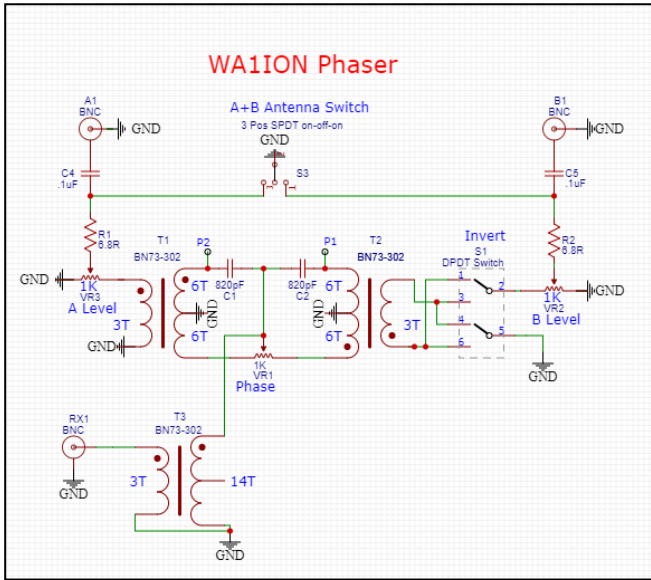 WA1ION Phaser
A1
BNC
GND
A+B Antenna Switch
3 Pos SPDT on-off-on
GND
S3
3
1
B1
BNC
GND
C4
.1uF
C5
.1uF
R1
6.8R
R2
6.8R
T1
BN73-302
P2
P1
T2
BN73-302
Invert
S1
DPDT Switch
GND
1K
VR3
A Level
3T
GND
6T
6T
GND
820pF
C1
820pF
C2
6T
6T
GND
3T
1
2
3
4
5
6
1K
VR2
B Level
GND
GND
1K
VR1
Phase
RX1
BNC
GND
T3
BN73-302
3T
14T
GND